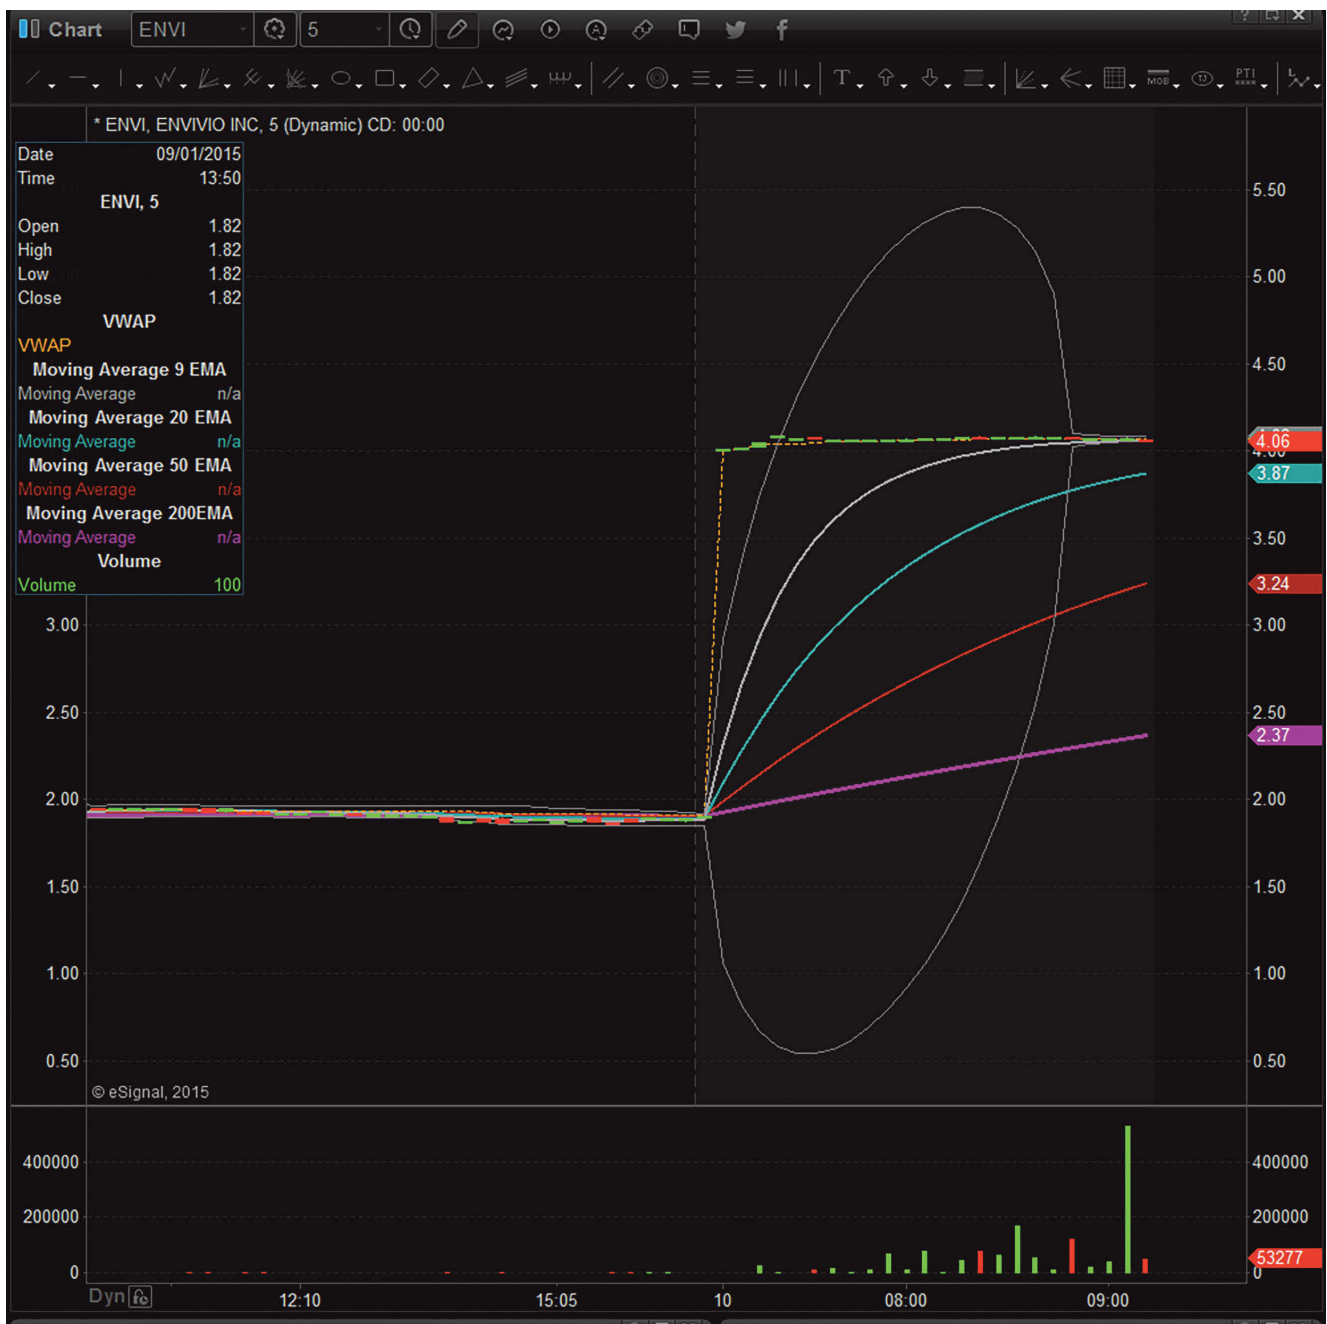 Chart ENVI 5
T MOB TJ PTI
* ENVI, ENVIVIO INC, 5 (Dynamic) CD: 00:00
Date 09/01/2015
Time 13:50
ENVI, 5
Open 1.82
High 1.82
Low 1.82
Close 1.82
VWAP
VWAP
Moving Average 9 EMA
Moving Average n/a
Moving Average 20 EMA
Moving Average n/a
Moving Average 50 EMA
Moving Average n/a
Moving Average 200EMA
Moving Average n/a
Volume
Volume 100
5.50
5.00
4.50
4.06
4.00
3.87
3.50
3.24
3.00 3.00
2.50 2.50
2.37
2.00 2.00
1.50 1.50
1.00 1.00
0.50 0.50
© eSignal, 2015
400000 400000
200000 200000
53277
0 0
Dyn
12:10 15:05 10 08:00 09:00